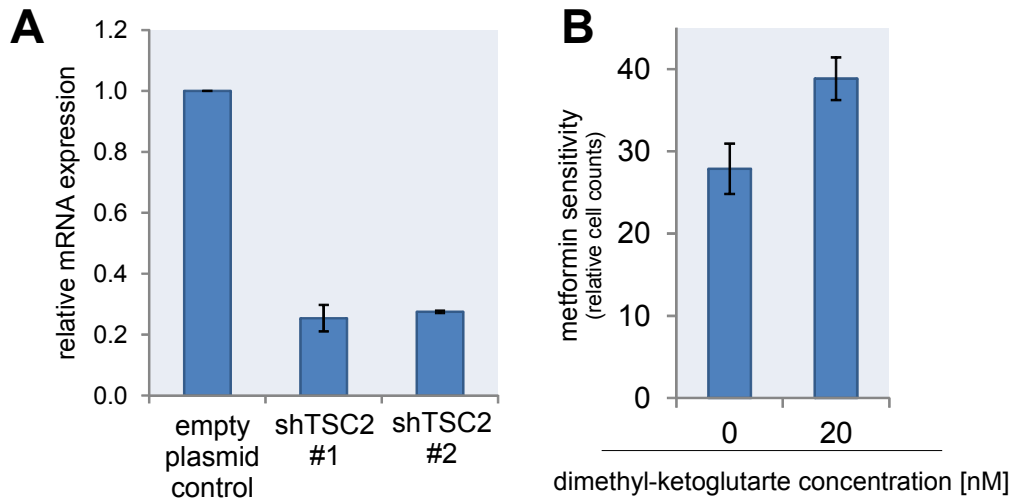 A
relative mRNA expression
1.2
1.0
0.8
0.6
0.4
0.2
0.0
empty
plasmid
control
shTSC2
#1
shTSC2
#2
B
metformin sensitivity
(relative cell counts)
40
30
20
10
0
0
20
dimethyl-ketoglutarte concentration [nM]